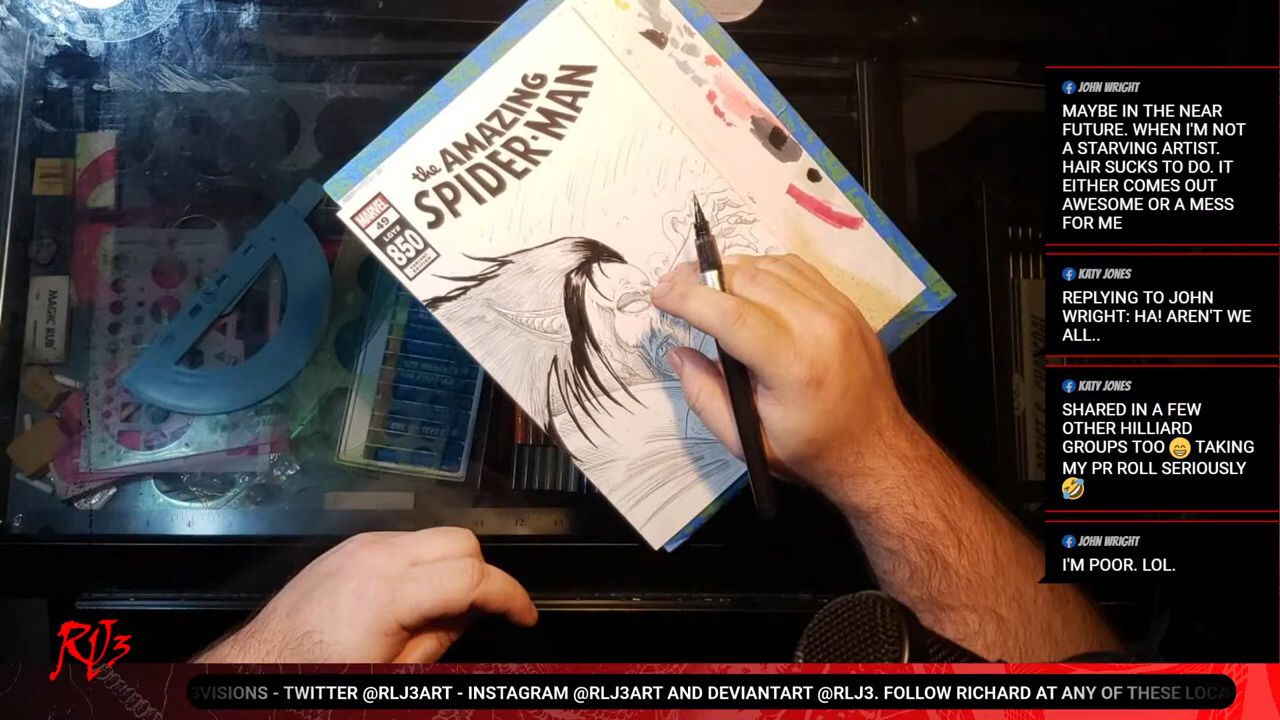 the AMAZING
SPIDER-MAN
MARVEL
49
LGY#
850
MAGIC RUB
JOHN WRIGHT
MAYBE IN THE NEAR
FUTURE. WHEN I'M NOT
A STARVING ARTIST.
HAIR SUCKS TO DO. IT
EITHER COMES OUT
AWESOME OR A MESS
FOR ME
KATY JONES
REPLYING TO JOHN
WRIGHT: HA! AREN'T WE
ALL..
KATY JONES
SHARED IN A FEW
OTHER HILLIARD
GROUPS TOO 😁 TAKING
MY PR ROLL SERIOUSLY
🤣
JOHN WRIGHT
I'M POOR. LOL.
RLJ3
3VISIONS - TWITTER @RLJ3ART - INSTAGRAM @RLJ3ART AND DEVIANTART @RLJ3. FOLLOW RICHARD AT ANY OF THESE LOCA